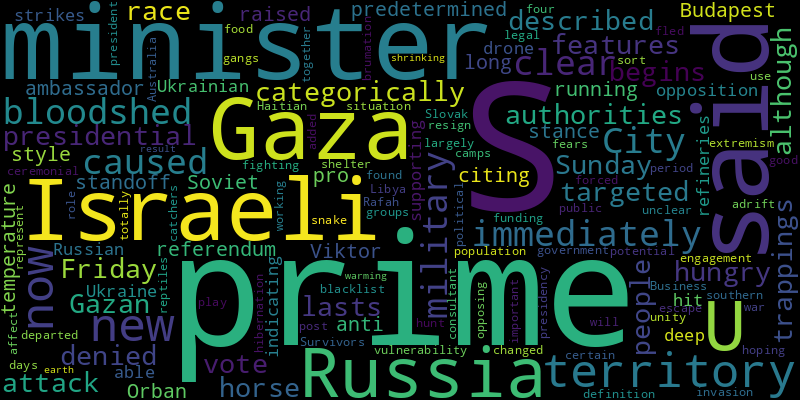 strikes
president
race
food
gangs
raised
predetermined
together
brumation
shrinking
four
legal
drone
described
features
fled
sort
Budapest
minister
ambassador
Australia
Ukrainian
categorically
long
clear
begins
use
said
although
bloodshed
Haitian
situation
running
opposition
presidential
Gaza
added
Slovak
resign
S
authorities
extremism
style
caused
result
shelter
largely
stance
fears
City
period
good
ceremonial
standoff
Soviet
fighting
pro
found
camps
citing
Sunday
forced
refineries
temperature
represent
totally
role
catchers
Israeli
working
snake
Libya
Rafah
groups
supporting
military
political
funding
targeted
public
unclear
adrift
trappings
now
Russian
referendum
Viktor
immediately
Friday
Ukraine
reptiles
indicating
warming
blacklist
prime
population
government
potential
engagement
people
hungry
Gazan
lasts
consultant
opposing
important
presidency
Business
southern
hit
escape
war
affect
new
play
hibernation
post
anti
hunt
will
unity
u
departed
denied
vote
Survivors
vulnerability
changed
deep
hoping
days
earth
attack
able
Orban
horse
Russia
certain
territory
definition
invasion